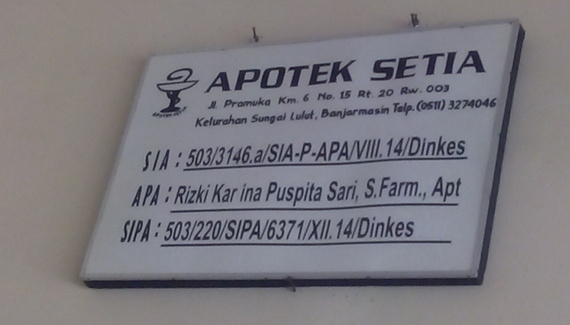 APOTEK SETIA
Jl. Pramuka Km. 6 No. 15 Rt. 20 Rw. 003
Kelurahan Sungai Lulut, Banjarmasin Telp.(0511) 3274046
SIA : 503/3146.a/SIA-P-APA/VIII.14/Dinkes
APA : Rizki Kar ina Puspita Sari, S.Farm., Apt
SIPA : 503/220/SIPA/6371/XII.14/Dinkes